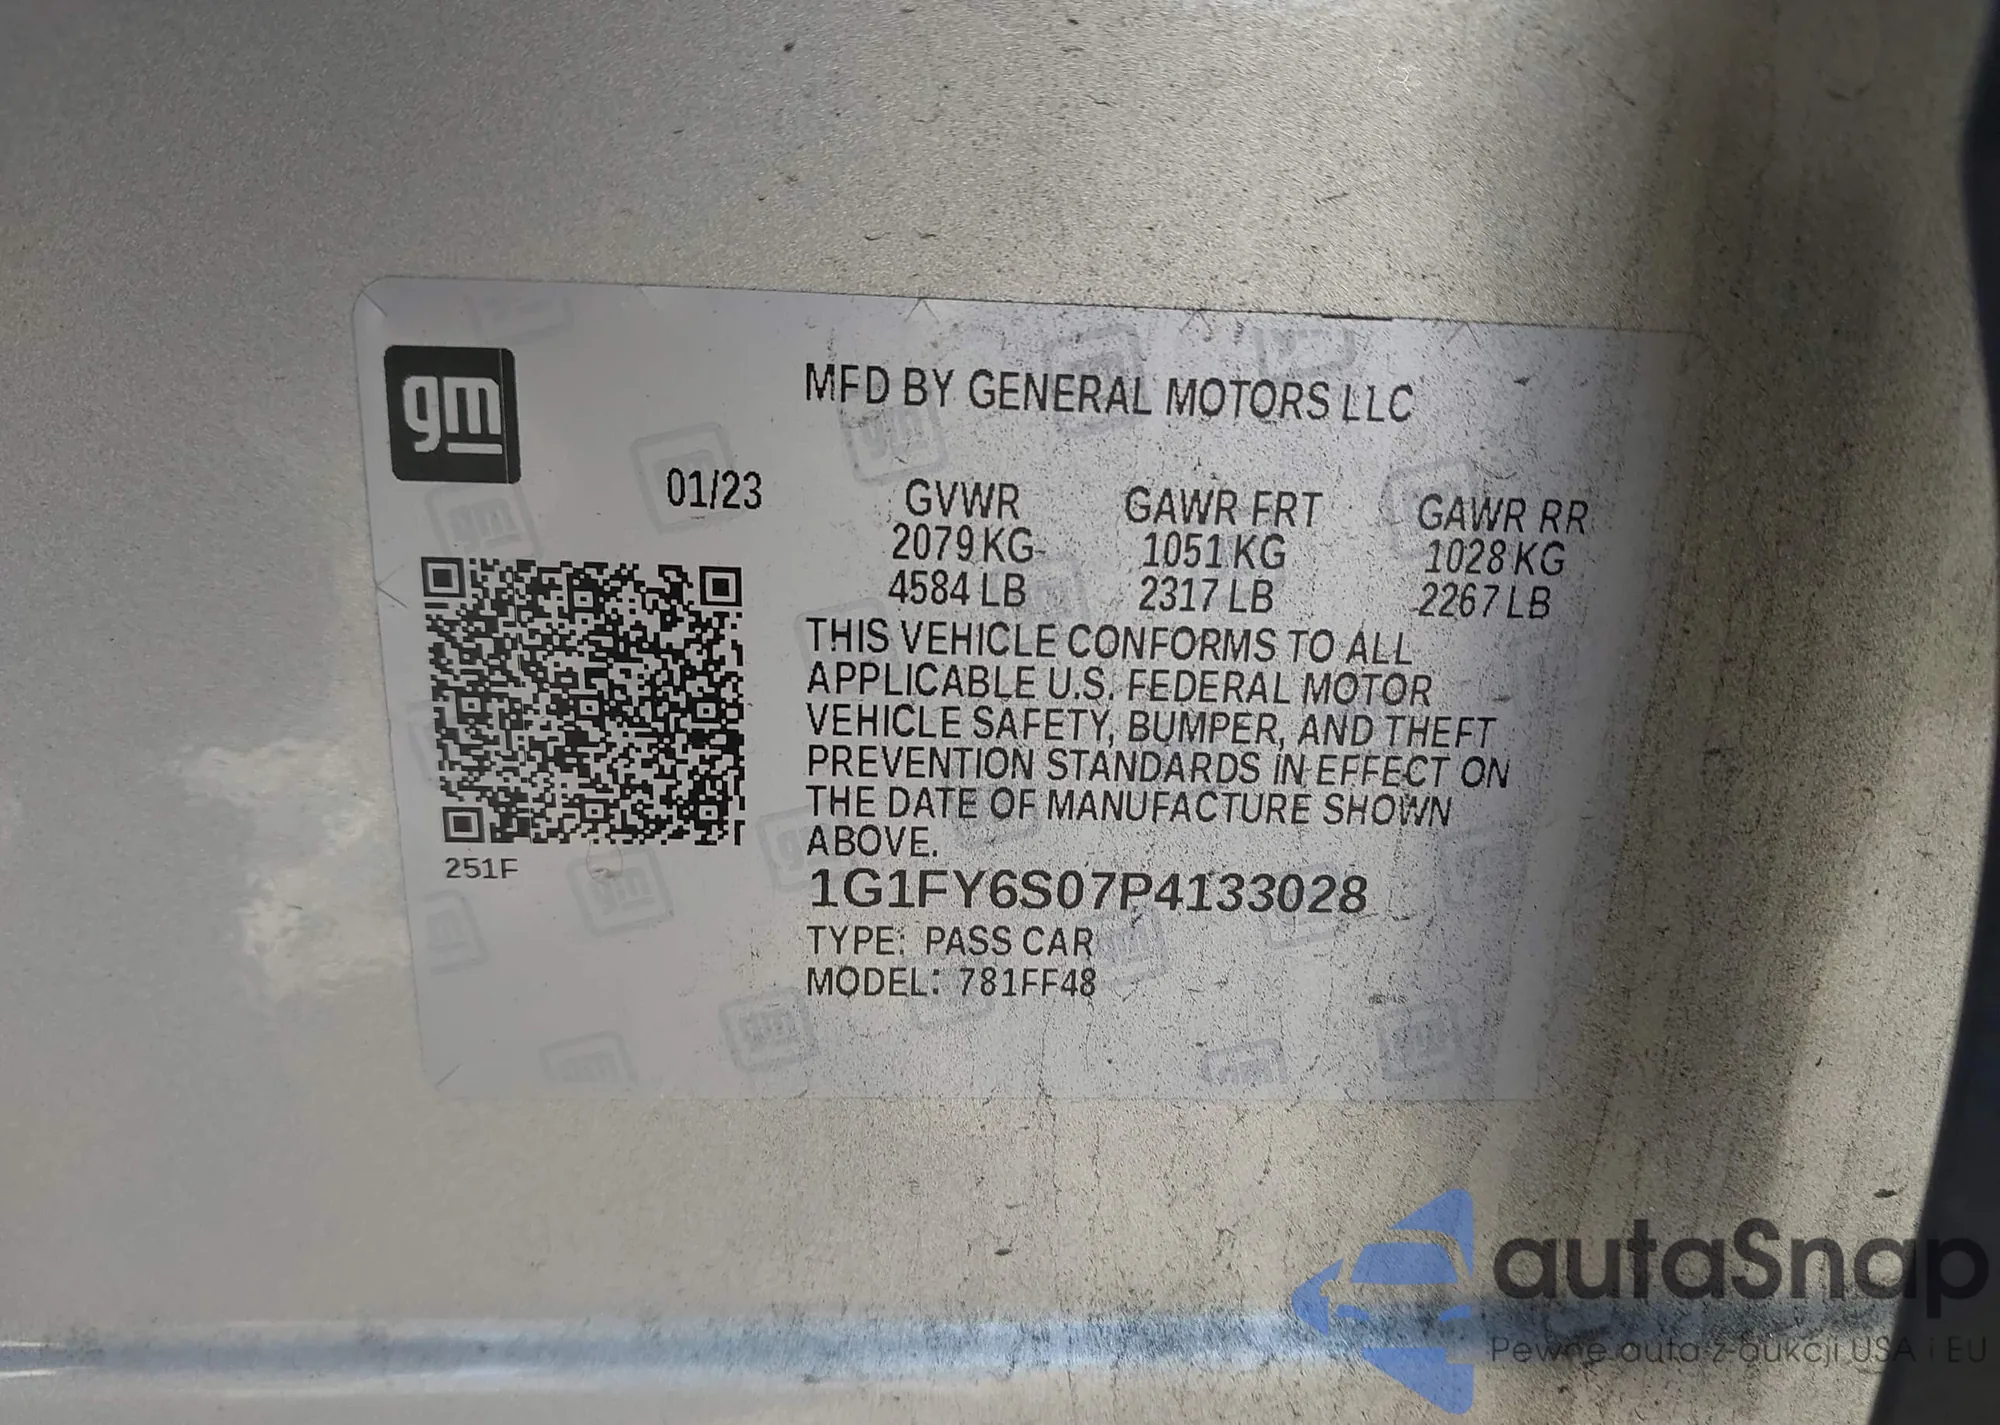 gm
MFD BY GENERAL MOTORS LLC
01/23
GVWR GAWR FRT GAWR RR
2079 KG 1051 KG 1028 KG
4584 LB 2317 LB 2267 LB
THIS VEHICLE CONFORMS TO ALL
APPLICABLE U.S. FEDERAL MOTOR
VEHICLE SAFETY, BUMPER, AND THEFT
PREVENTION STANDARDS IN EFFECT ON
THE DATE OF MANUFACTURE SHOWN
ABOVE.
251F
1G1FY6S07P4133028
TYPE: PASS CAR
MODEL: 781FF48
autaSnap
Pewne auta z aukcji USA i EU